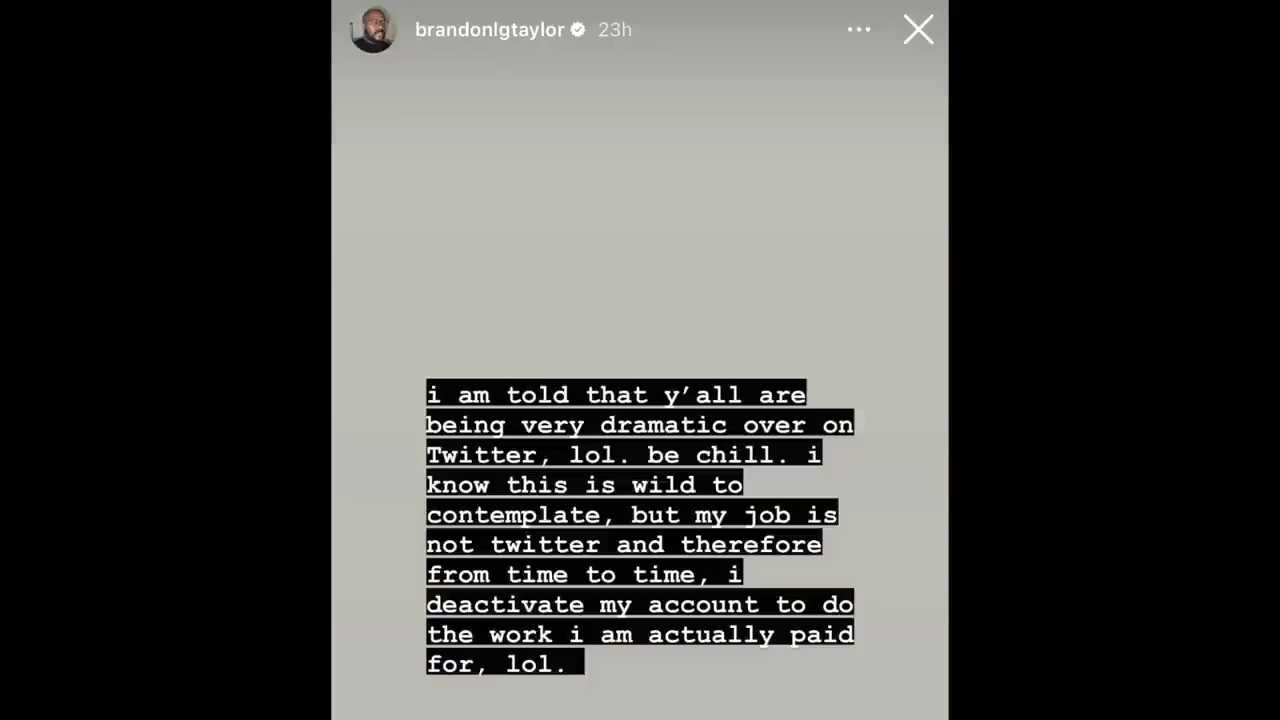 brandonlgtaylor 23h
i am told that y’all are
being very dramatic over on
Twitter, lol. be chill. i
know this is wild to
contemplate, but my job is
not twitter and therefore
from time to time, i
deactivate my account to do
the work i am actually paid
for, lol.